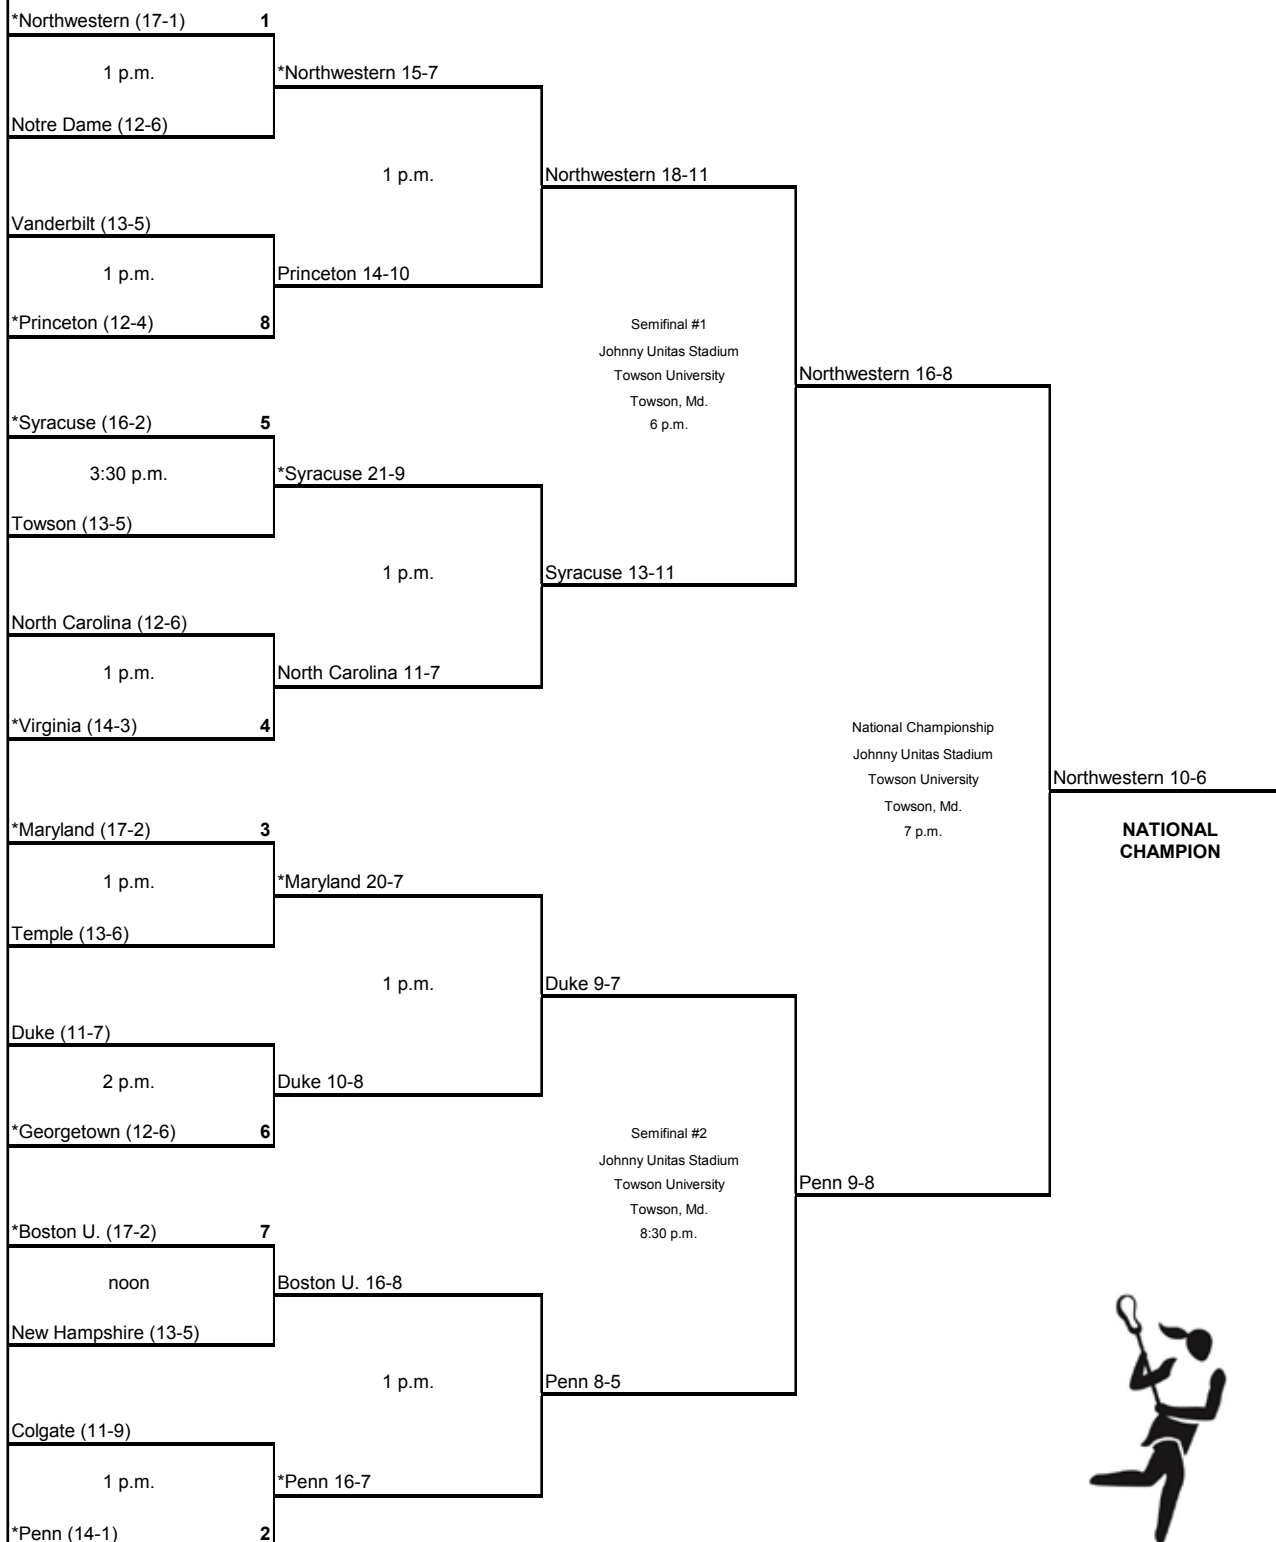 *Northwestern (17-1) 1
1 p.m.
*Northwestern 15-7
Notre Dame (12-6)
1 p.m.
Northwestern 18-11
Vanderbilt (13-5)
1 p.m.
Princeton 14-10
*Princeton (12-4) 8
Semifinal #1
Johnny Unitas Stadium
Towson University
Towson, Md.
6 p.m.
Northwestern 16-8
*Syracuse (16-2) 5
3:30 p.m.
*Syracuse 21-9
Towson (13-5)
1 p.m.
Syracuse 13-11
North Carolina (12-6)
1 p.m.
North Carolina 11-7
*Virginia (14-3) 4
National Championship
Johnny Unitas Stadium
Towson University
Towson, Md.
7 p.m.
Northwestern 10-6
NATIONAL
CHAMPION
*Maryland (17-2) 3
1 p.m.
*Maryland 20-7
Temple (13-6)
1 p.m.
Duke 9-7
Duke (11-7)
2 p.m.
Duke 10-8
*Georgetown (12-6) 6
Semifinal #2
Johnny Unitas Stadium
Towson University
Towson, Md.
8:30 p.m.
Penn 9-8
*Boston U. (17-2) 7
noon
Boston U. 16-8
New Hampshire (13-5)
1 p.m.
Penn 8-5
Colgate (11-9)
1 p.m.
*Penn 16-7
*Penn (14-1) 2